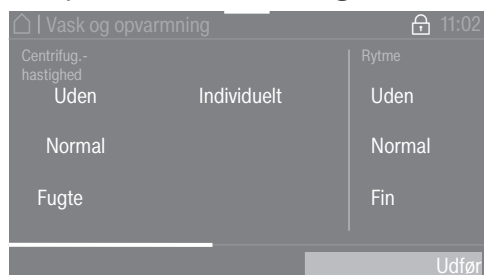 | Vask og opvarmning 11:02
Centrifug.-
hastighed
Rytme
Uden Individuelt Uden
Normal Normal
Fugte Fin
Udfør